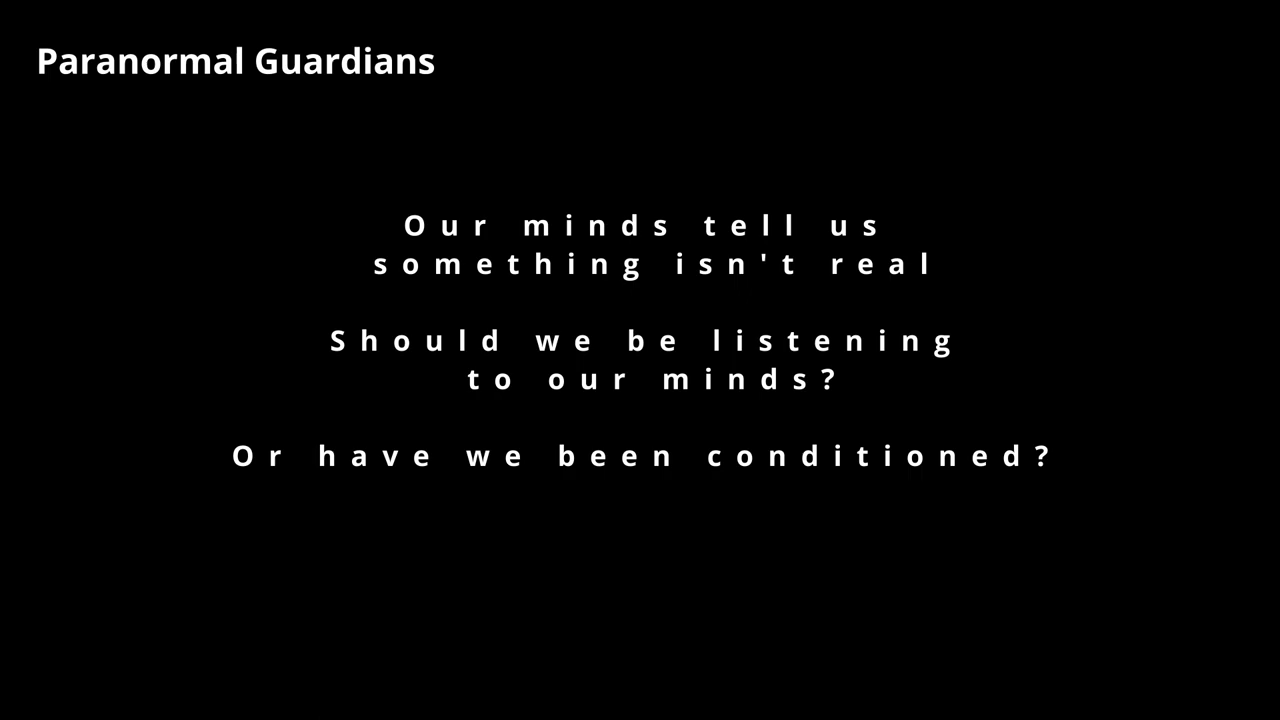 Paranormal Guardians
Our minds tell us
something isn't real
Should we be listening
to our minds?
Or have we been conditioned?